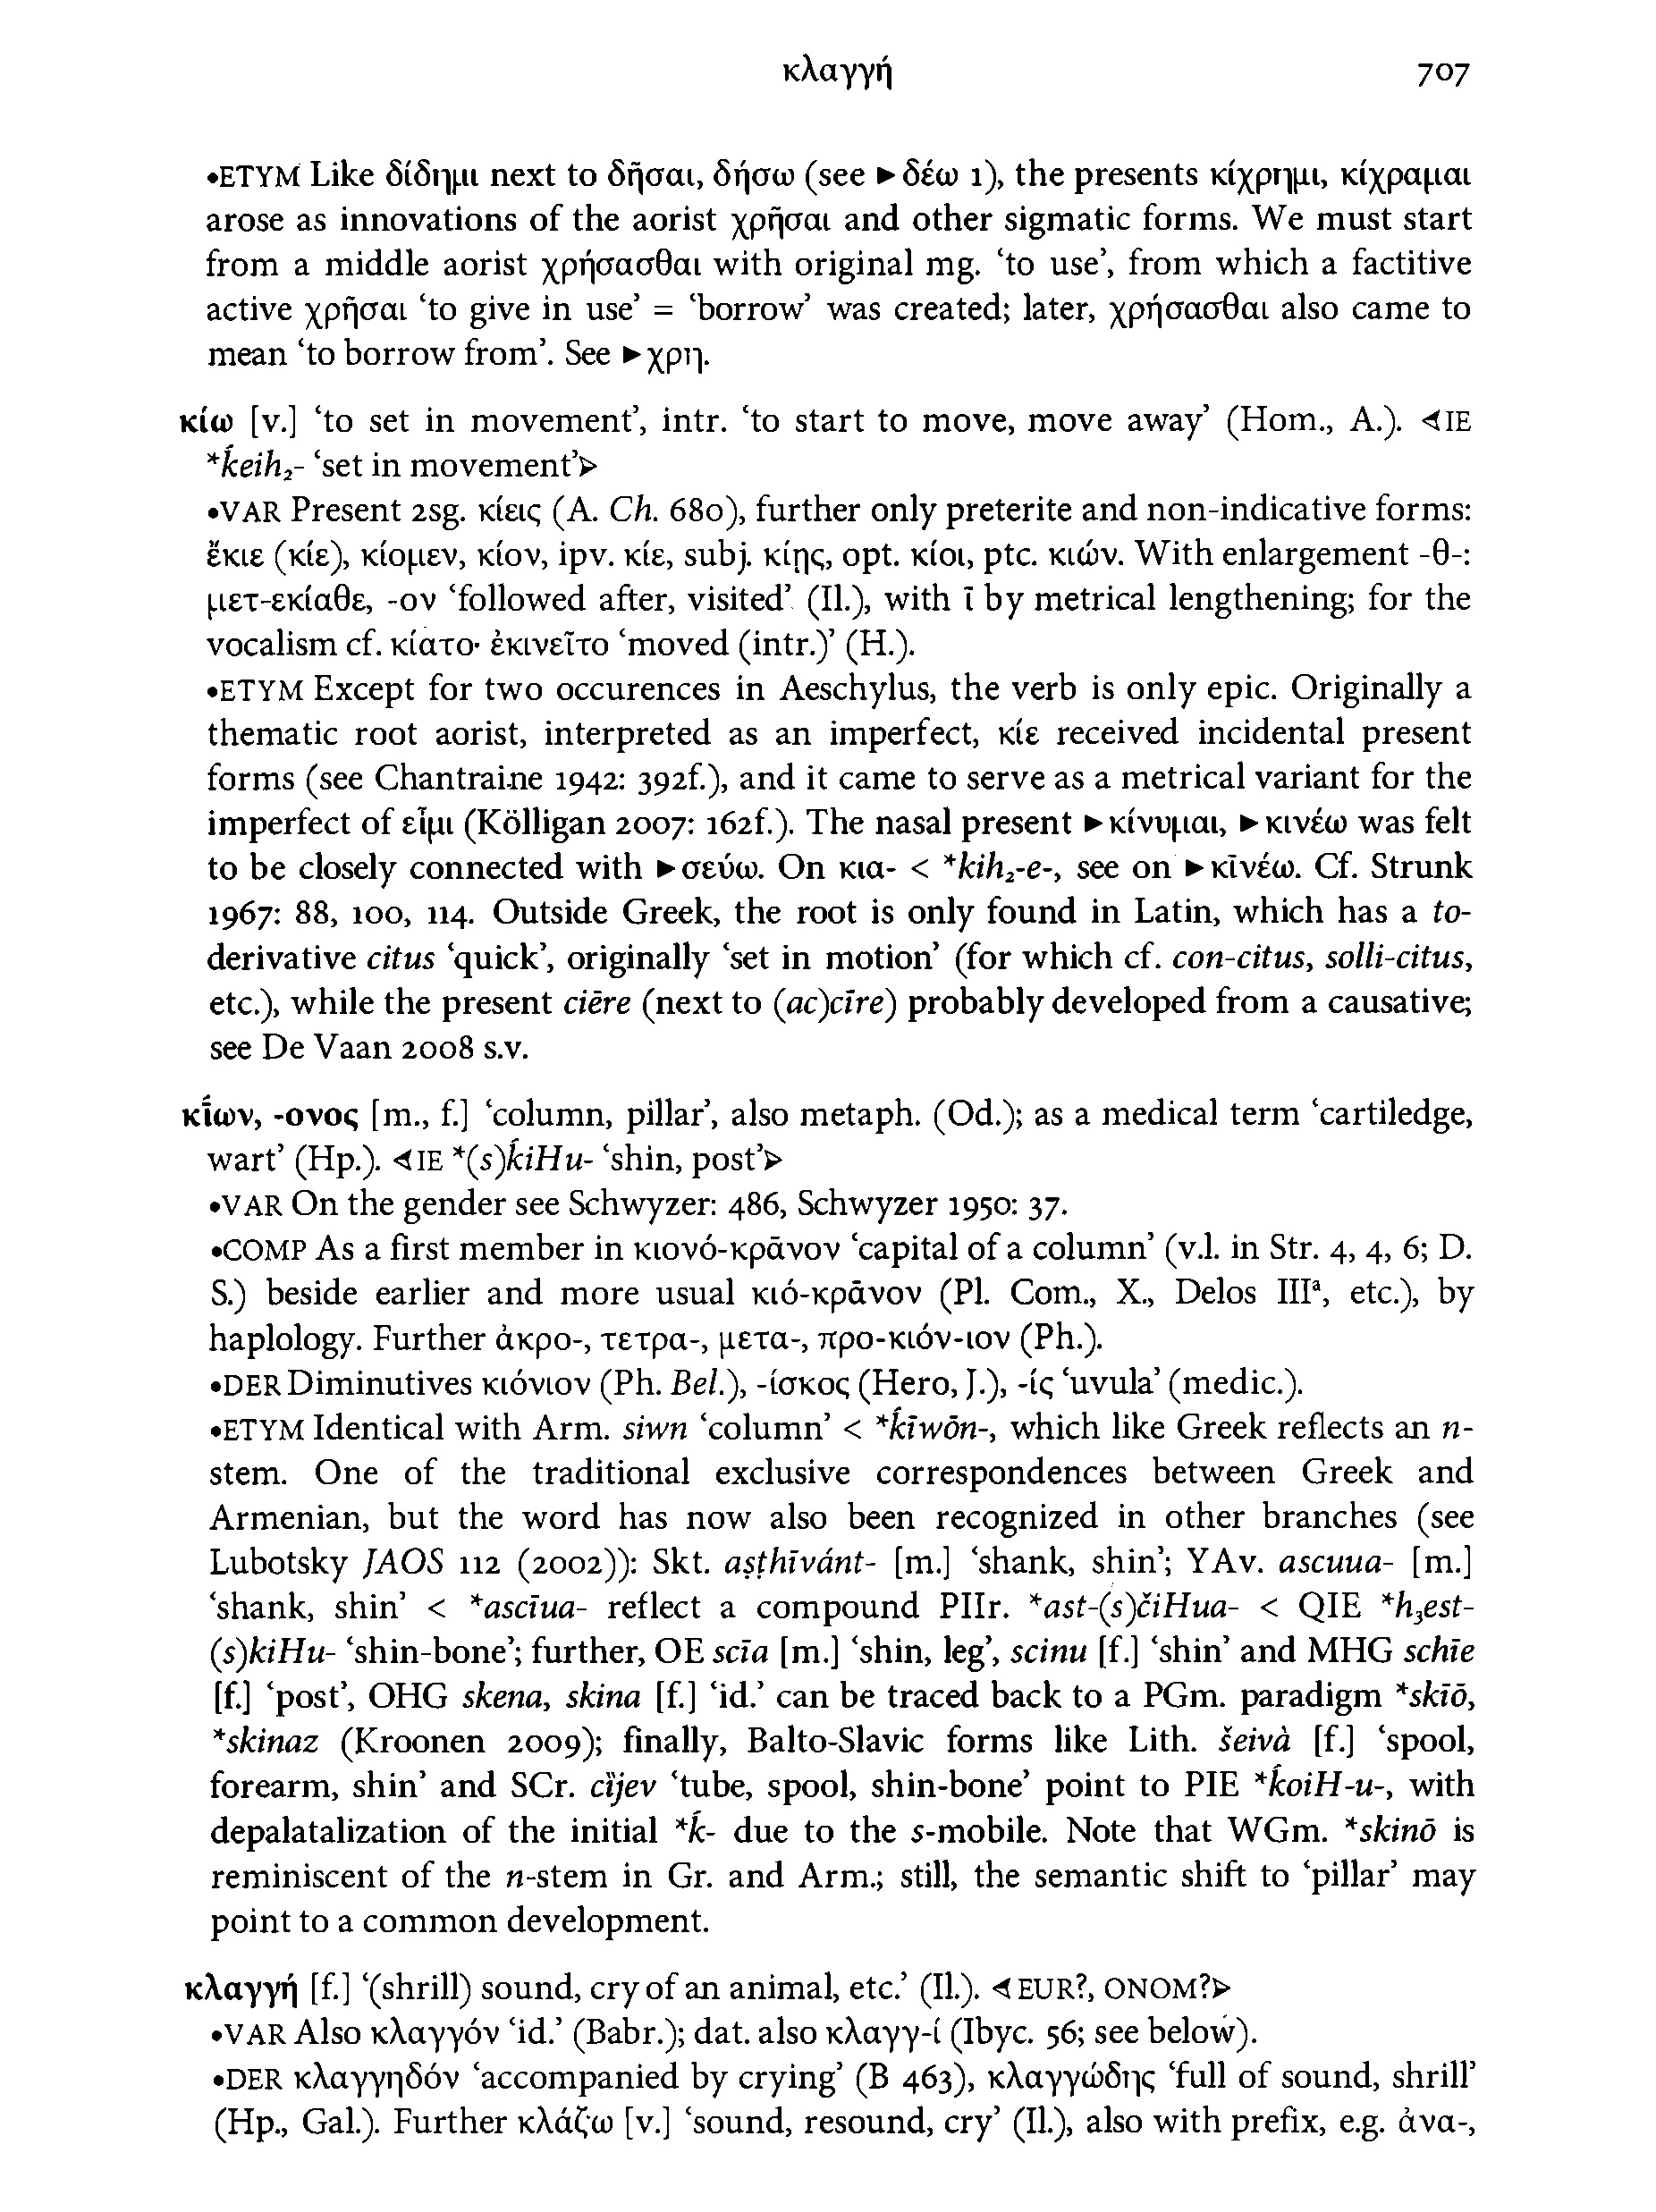 κλαγγή 707
•ETYM Like δίδημι next to δῆσαι, δήσω (see ►δέω 1), the presents κίχρημι, κίχραμαι
arose as innovations of the aorist χρῆσαι and other sigmatic forms. We must start
from a middle aorist χρήσασθαι with original mg. ‘to use’, from which a factitive
active χρῆσαι ‘to give in use’ = ‘borrow’ was created; later, χρήσασθαι also came to
mean ‘to borrow from’. See ►χρη.
κίω [v.] ‘to set in movement’, intr. ‘to start to move, move away’ (Hom., A.). ⊲IE
*ḱeih₂- ‘set in movement’⊳
•VAR Present 2sg. κίεις (A. Ch. 680), further only preterite and non-indicative forms:
ἔκιε (κίε), κίομεν, κίον, ipv. κίε, subj. κίῃς, opt. κίοι, ptc. κιών. With enlargement -θ-:
μετ-εκίαθε, -ον ‘followed after, visited’ (Il.), with ῑ by metrical lengthening; for the
vocalism cf. κίατο· ἐκινεῖτο ‘moved (intr.)’ (H.).
•ETYM Except for two occurences in Aeschylus, the verb is only epic. Originally a
thematic root aorist, interpreted as an imperfect, κίε received incidental present
forms (see Chantraine 1942: 392f.), and it came to serve as a metrical variant for the
imperfect of εἶμι (Kölligan 2007: 162f.). The nasal present ►κίνυμαι, ►κινέω was felt
to be closely connected with ►σεύω. On κια- < *kih₂-e-, see on ►κῑνέω. Cf. Strunk
1967: 88, 100, 114. Outside Greek, the root is only found in Latin, which has a to-
derivative citus ‘quick’, originally ‘set in motion’ (for which cf. con-citus, solli-citus,
etc.), while the present ciēre (next to (ac)cīre) probably developed from a causative;
see De Vaan 2008 s.v.
κῑ́ων, -ονος [m., f.] ‘column, pillar’, also metaph. (Od.); as a medical term ‘cartiledge,
wart’ (Hp.). ⊲IE *(s)ḱiHu- ‘shin, post’⊳
•VAR On the gender see Schwyzer: 486, Schwyzer 1950: 37.
•COMP As a first member in κιονό-κρᾱνον ‘capital of a column’ (v.l. in Str. 4, 4, 6; D.
S.) beside earlier and more usual κιό-κρᾱνον (Pl. Com., X., Delos IIIᵃ, etc.), by
haplology. Further ἀκρο-, τετρα-, μετα-, προ-κιόν-ιον (Ph.).
•DER Diminutives κιόνιον (Ph. Bel.), -ίσκος (Hero, J.), -ίς ‘uvula’ (medic.).
•ETYM Identical with Arm. siwn ‘column’ < *ḱīwōn-, which like Greek reflects an n-
stem. One of the traditional exclusive correspondences between Greek and
Armenian, but the word has now also been recognized in other branches (see
Lubotsky JAOS 112 (2002)): Skt. aṣṭhīvánt- [m.] ‘shank, shin’; YAv. ascuua- [m.]
‘shank, shin’ < *ascīua- reflect a compound PIIr. *ast-(s)čiHua- < QIE *h₃est-
(s)kiHu- ‘shin-bone’; further, OE scīa [m.] ‘shin, leg’, scinu [f.] ‘shin’ and MHG schīe
[f.] ‘post’, OHG skena, skina [f.] ‘id.’ can be traced back to a PGm. paradigm *skīō,
*skinaz (Kroonen 2009); finally, Balto-Slavic forms like Lith. šeivà [f.] ‘spool,
forearm, shin’ and SCr. cȉjev ‘tube, spool, shin-bone’ point to PIE *ḱoiH-u-, with
depalatalization of the initial *ḱ- due to the s-mobile. Note that WGm. *skinō is
reminiscent of the n-stem in Gr. and Arm.; still, the semantic shift to ‘pillar’ may
point to a common development.
κλαγγή [f.] ‘(shrill) sound, cry of an animal, etc.’ (Il.). ⊲EUR?, ONOM?⊳
•VAR Also κλαγγόν ‘id.’ (Babr.); dat. also κλαγγ-ί (Ibyc. 56; see below).
•DER κλαγγηδόν ‘accompanied by crying’ (B 463), κλαγγώδης ‘full of sound, shrill’
(Hp., Gal.). Further κλάζω [v.] ‘sound, resound, cry’ (Il.), also with prefix, e.g. ἀνα-,